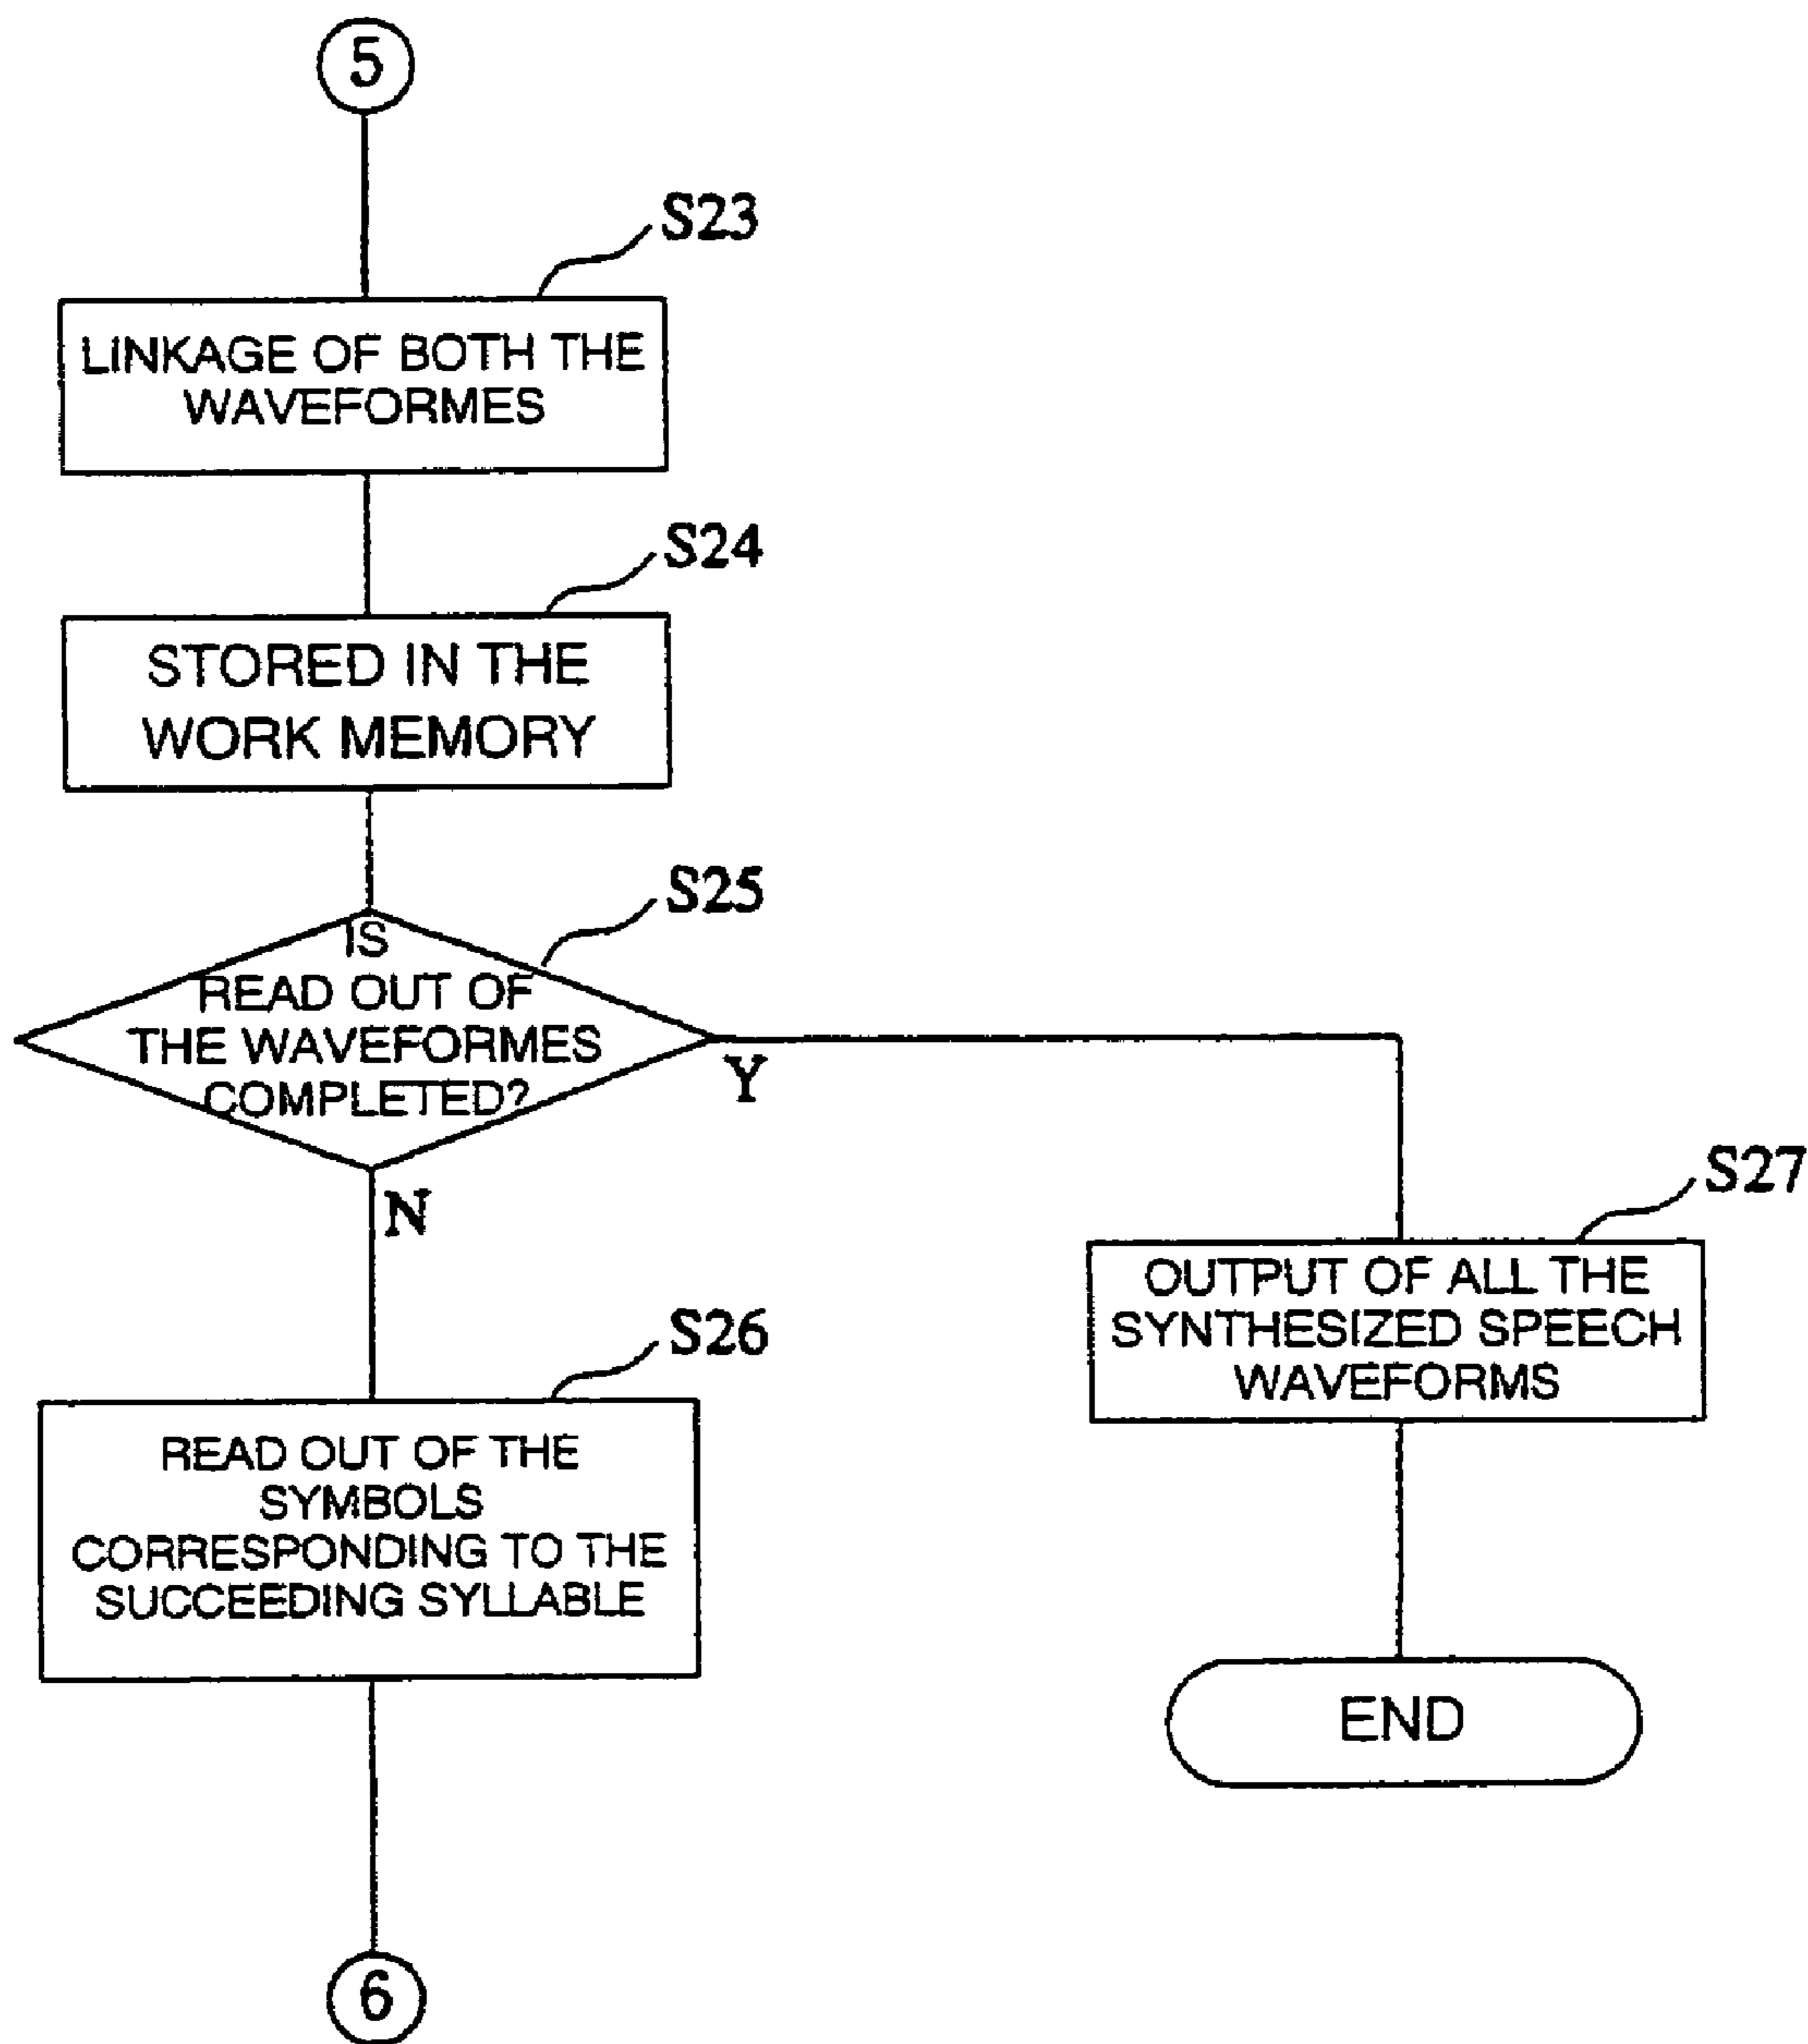 5
S23
LINKAGE OF BOTH THE
WAVEFORMES
S24
STORED IN THE
WORK MEMORY
S25
IS
READ OUT OF
THE WAVEFORMES
COMPLETED?
Y
N
S27
OUTPUT OF ALL THE
SYNTHESIZED SPEECH
WAVEFORMS
S26
READ OUT OF THE
SYMBOLS
CORRESPONDING TO THE
SUCCEEDING SYLLABLE
END
6